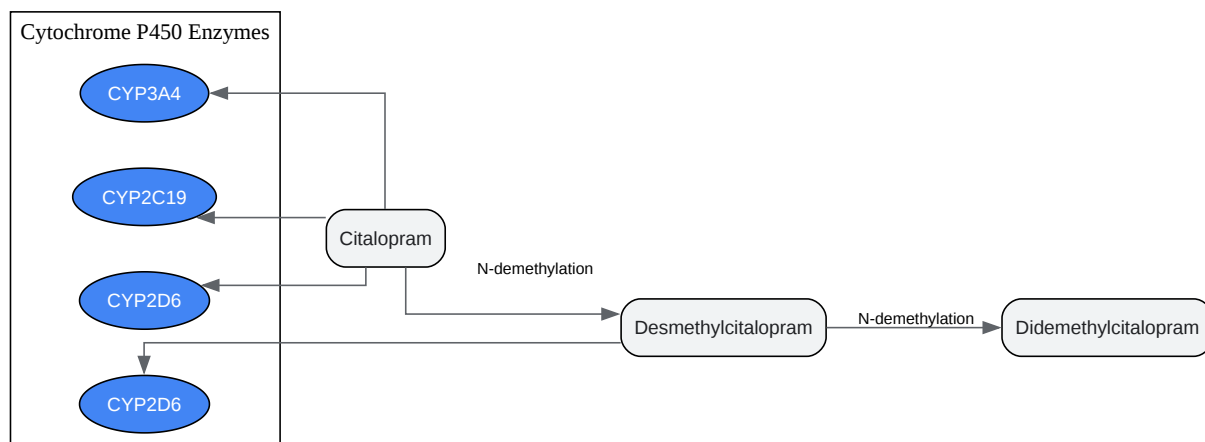 Cytochrome P450 Enzymes
CYP3A4
CYP2C19
Citalopram
N-demethylation
CYP2D6
Desmethylcitalopram
N-demethylation
Didemethylcitalopram
CYP2D6